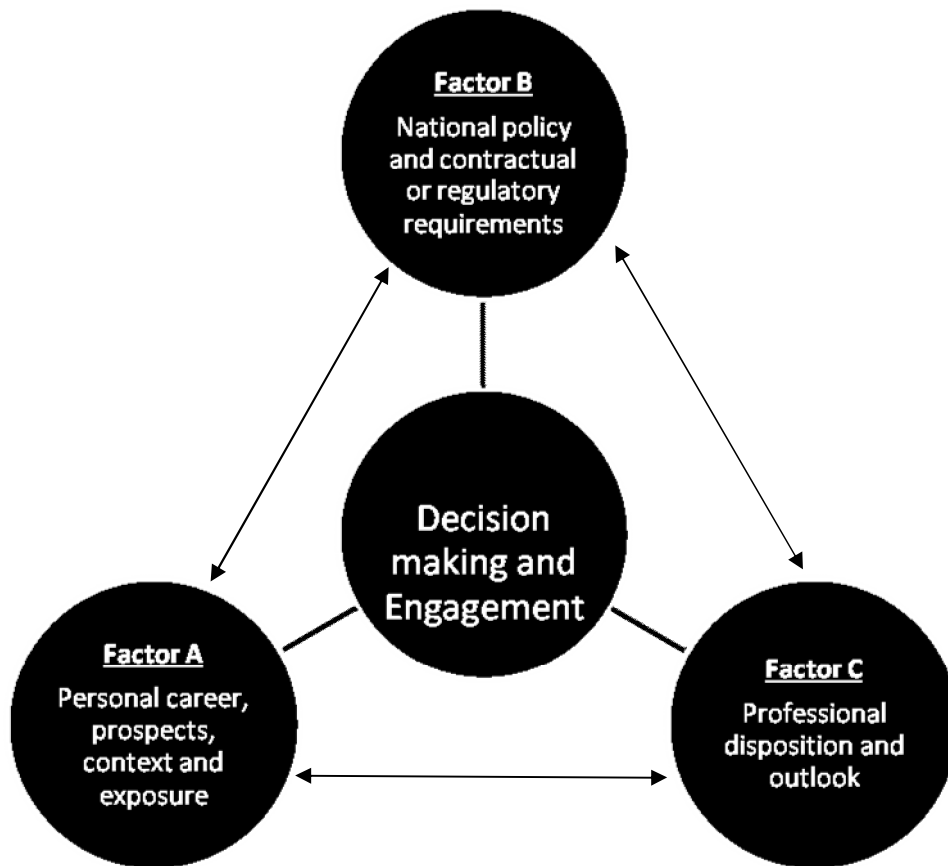 Factor B
National policy
and contractual
or regulatory
requirements
Decision
making and
Engagement
Factor A
Personal career,
prospects,
context and
exposure
Factor C
Professional
disposition and
outlook